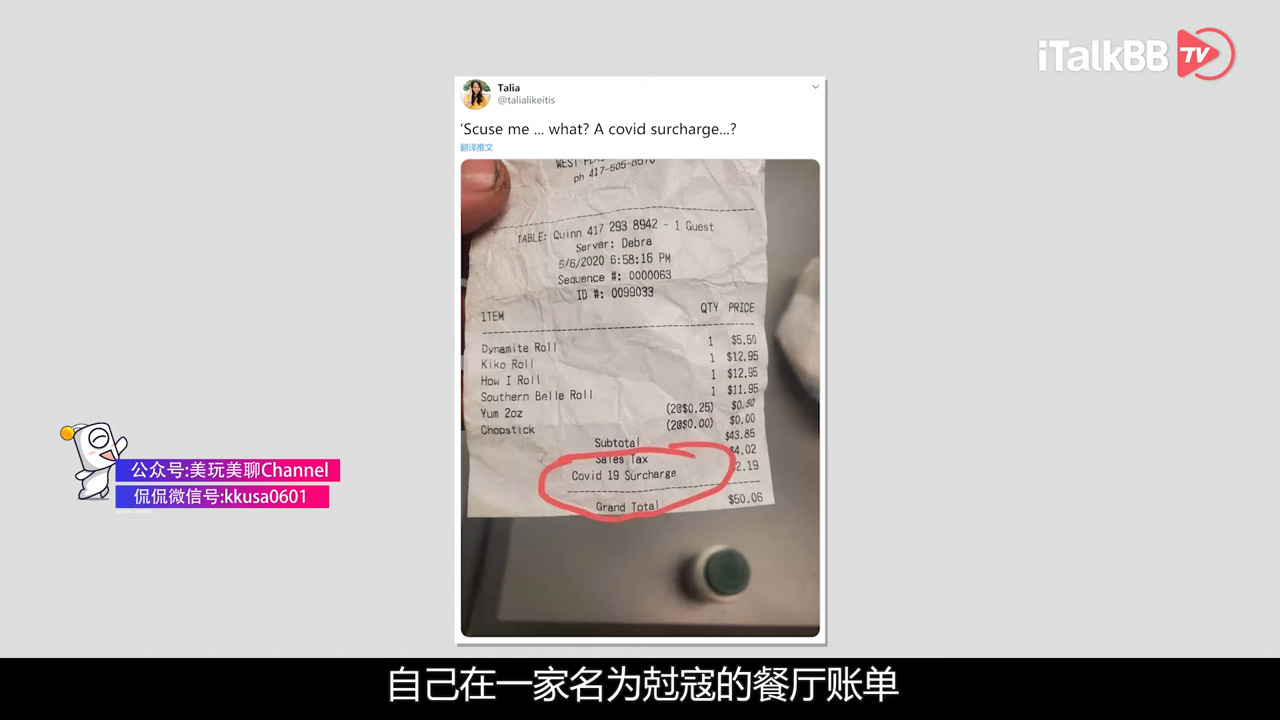 iTalkBB TV
Talia
@talialikeitis
'Scuse me ... what? A covid surcharge...?
翻译推文
ph 417-505-8570
TABLE: Quinn 417 293 8942 - 1 Guest
Server: Debra
5/6/2020 6:58:16 PM
Sequence #: 0000063
ID #: 0099033
ITEM QTY PRICE
Dynamite Roll 1 $5.50
Kiko Roll 1 $12.95
How I Roll 1 $12.95
Southern Belle Roll 1 $11.95
Yum 2oz (2@$0.25) $0.50
Chopstick (2@$0.00) $0.00
Subtotal $43.85
Sales Tax $4.02
Covid 19 Surcharge 2.19
Grand Total $50.06
公众号:美玩美聊Channel
侃侃微信号:kkusa0601
自己在一家名为尅寇的餐厅账单